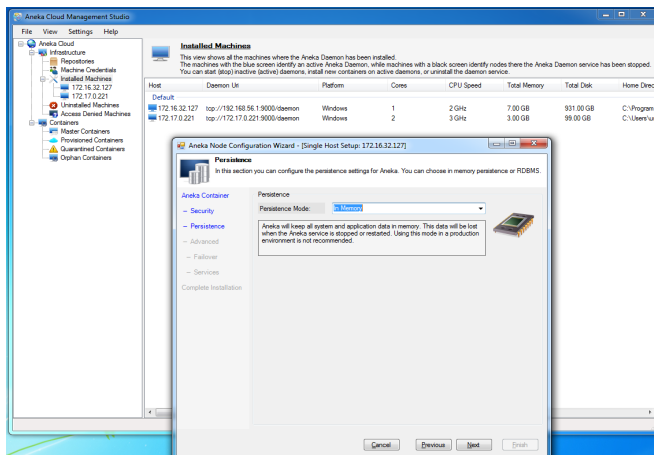 Aneka Cloud Management Studio
File View Settings Help
Aneka Cloud
Infrastructure
Repositories
Machine Credentials
Installed Machines
172.16.32.127
172.17.0.221
Uninstalled Machines
Access Denied Machines
Containers
Master Containers
Provisioned Containers
Quarantined Containers
Orphan Containers
Installed Machines
This view shows all the machines where the Aneka Daemon has been installed.
The machines with the blue screen identify an active Aneka Daemon, while machines with a black screen identify nodes there the Aneka Daemon service has been stopped.
You can start (stop) inactive (active) daemons, install new containers on active daemons, or uninstall the daemon service.
Host Daemon Uri Platform Cores CPU Speed Total Memory Total Disk Home Direc
Default
172.16.32.127 tcp://192.168.56.1:9000/daemon Windows 1 2 GHz 7.00 GB 931.00 GB C:\Program
172.17.0.221 tcp://172.17.0.221:9000/daemon Windows 2 3 GHz 3.00 GB 99.00 GB
Aneka Node Configuration Wizard - [Single Host Setup: 172.16.32.127]
Persistence
In this section you can configure the persistence settings for Aneka. You can choose in memory persistence or RDBMS.
Aneka Container
– Security
– Persistence
– Advanced
– Failover
– Services
Complete Installation
Persistence
Persistence Mode: In Memory
Aneka will keep all system and application data in memory. This data will be lost
when the Aneka service is stopped or restarted. Using this mode in a production
environment is not recommended.
Cancel Previous Next Finish